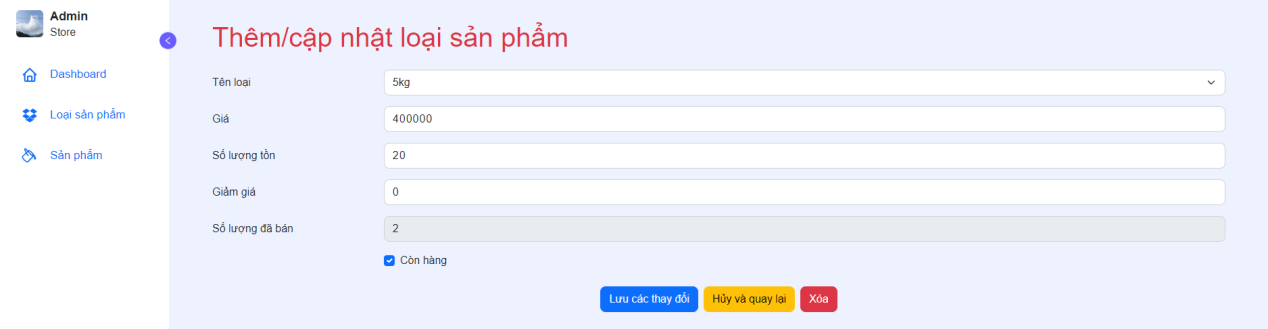 Admin
Store
Dashboard
Loại sản phẩm
Sản phẩm
Thêm/cập nhật loại sản phẩm
Tên loại 5kg
Giá 400000
Số lượng tồn 20
Giảm giá 0
Số lượng đã bán 2
Còn hàng
Lưu các thay đổi Hủy và quay lại Xóa